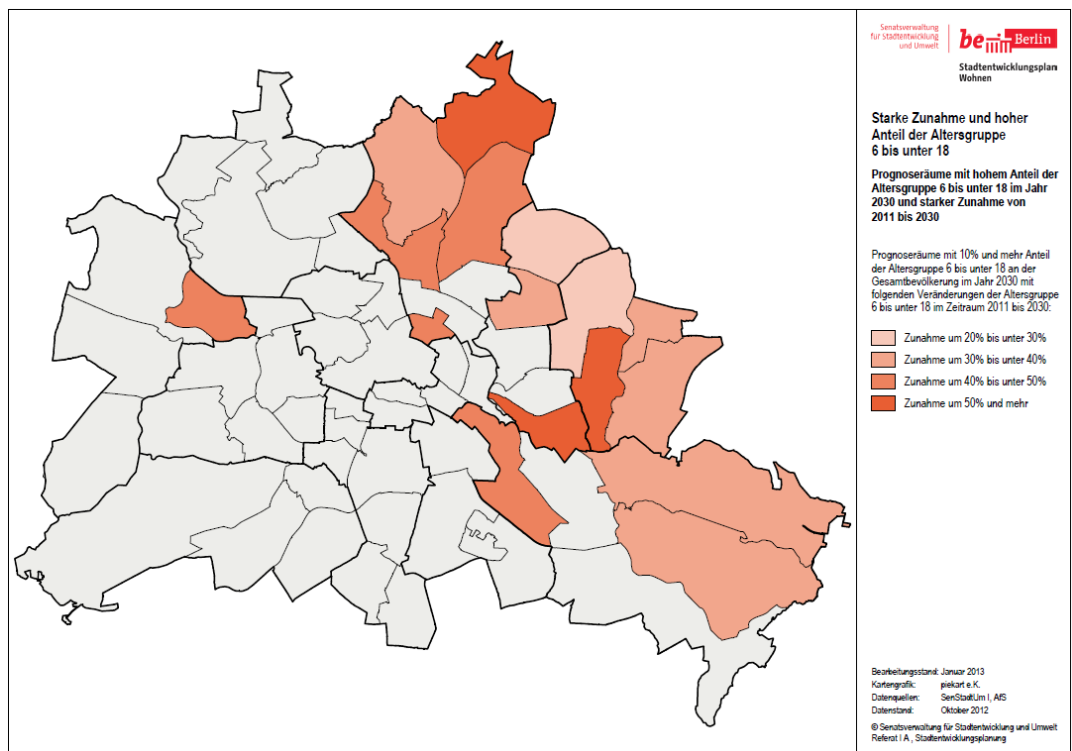 Senatsverwaltung
für Stadtentwicklung
und Umwelt
be Berlin
Stadtentwicklungsplan
Wohnen
Starke Zunahme und hoher
Anteil der Altersgruppe
6 bis unter 18
Prognoseräume mit hohem Anteil der
Altersgruppe 6 bis unter 18 im Jahr
2030 und starker Zunahme von
2011 bis 2030
Prognoseräume mit 10% und mehr Anteil
der Altersgruppe 6 bis unter 18 an der
Gesamtbevölkerung im Jahr 2030 mit
folgenden Veränderungen der Altersgruppe
6 bis unter 18 im Zeitraum 2011 bis 2030:
Zunahme um 20% bis unter 30%
Zunahme um 30% bis unter 40%
Zunahme um 40% bis unter 50%
Zunahme um 50% und mehr
Bearbeitungsstand: Januar 2013
Kartengrafik: piekart e.K.
Datenquellen: SenStadtUm I, AfS
Datenstand: Oktober 2012
© Senatsverwaltung für Stadtentwicklung und Umwelt
Referat I A , Stadtentwicklungsplanung